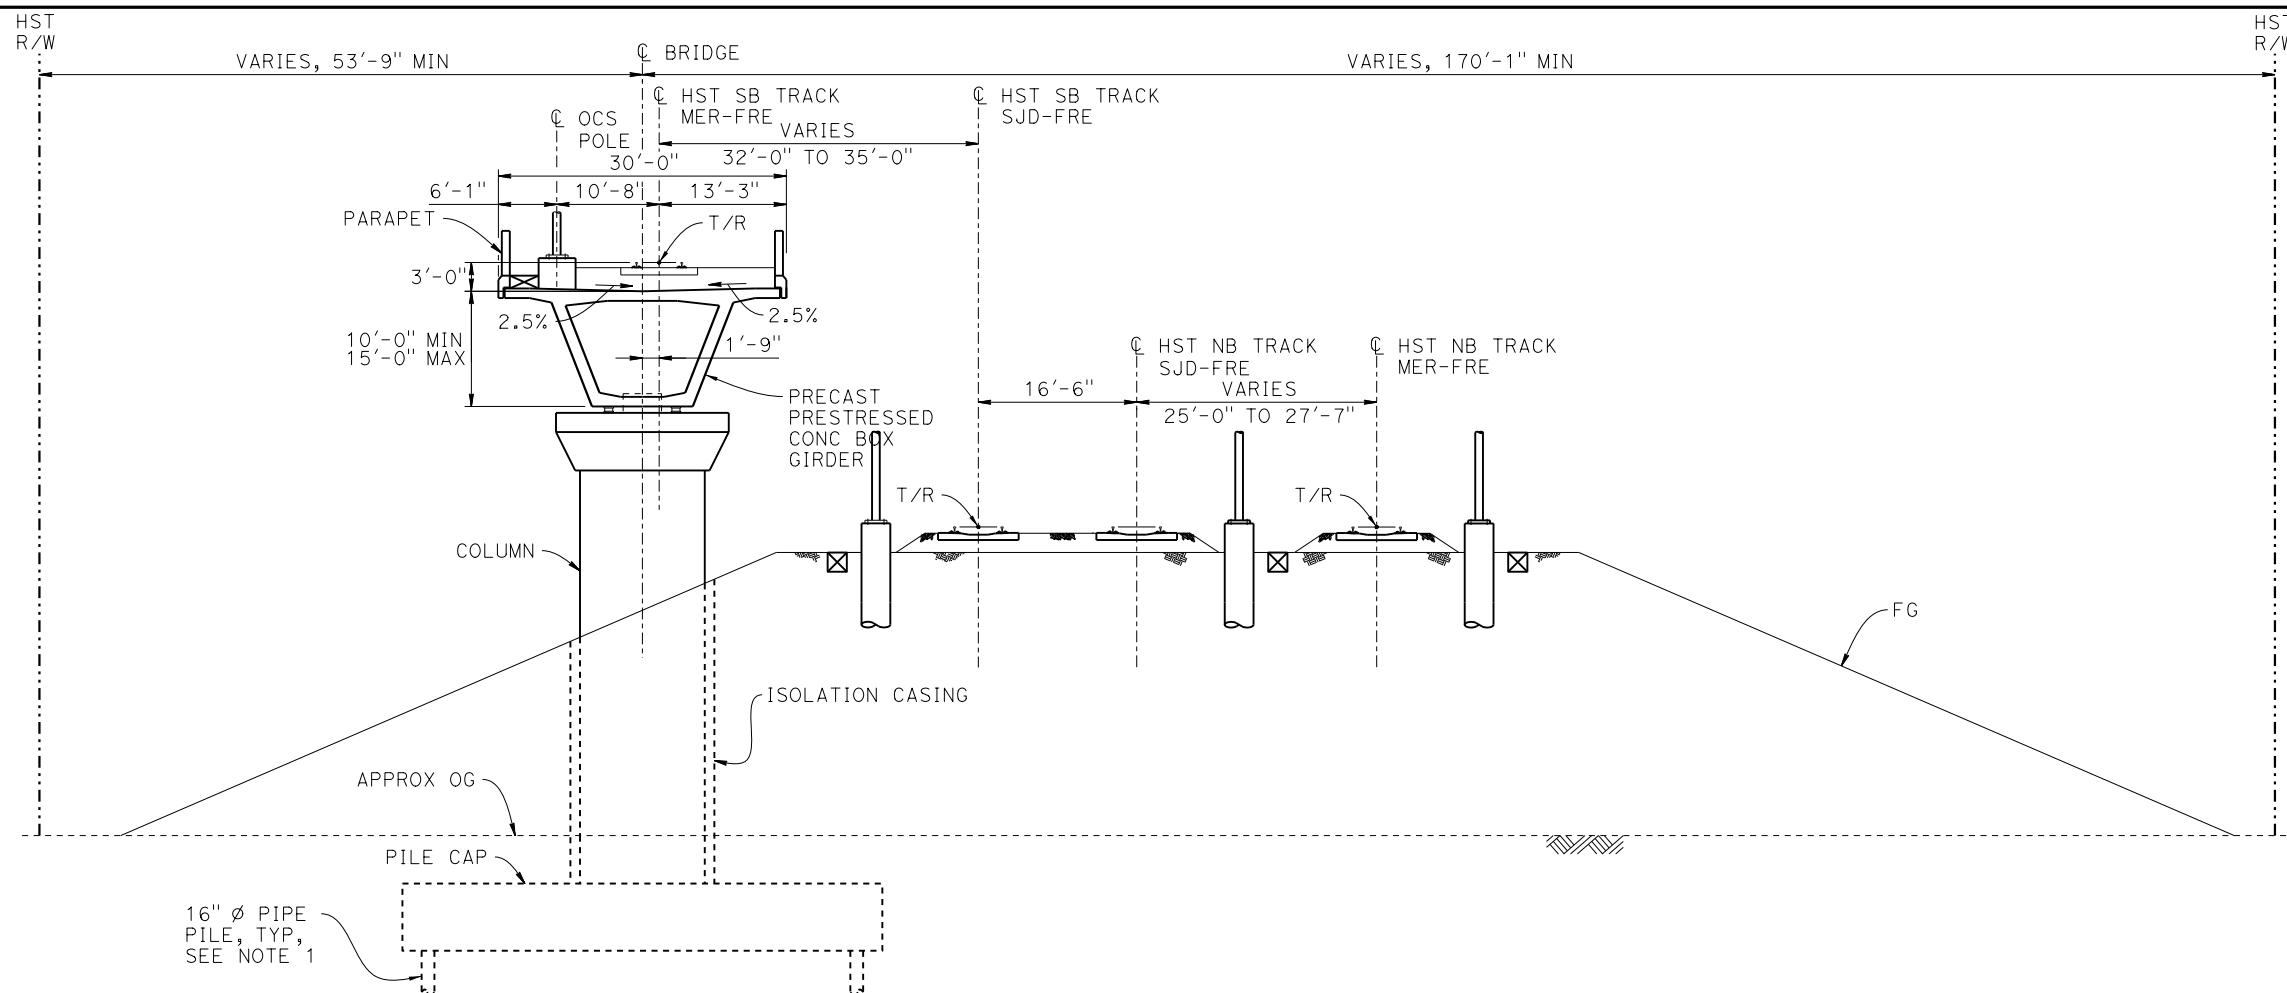 HST
R/W
HST
R/W
VARIES, 53′-9" MIN
℄ BRIDGE
VARIES, 170′-1" MIN
℄ HST SB TRACK
MER-FRE
℄ HST SB TRACK
SJD-FRE
℄ OCS
POLE
VARIES
32′-0" TO 35′-0"
30′-0"
6′-1"
10′-8"
13′-3"
PARAPET
T/R
3′-0"
2.5%
2.5%
10′-0" MIN
15′-0" MAX
1′-9"
℄ HST NB TRACK
SJD-FRE
℄ HST NB TRACK
MER-FRE
16′-6"
VARIES
25′-0" TO 27′-7"
PRECAST
PRESTRESSED
CONC BOX
GIRDER
T/R
T/R
COLUMN
FG
ISOLATION CASING
APPROX OG
PILE CAP
16" Ø PIPE
PILE, TYP,
SEE NOTE 1